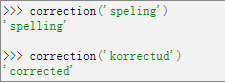 >>> correction('speling')
'spelling'
>>> correction('korrectud')
'corrected'